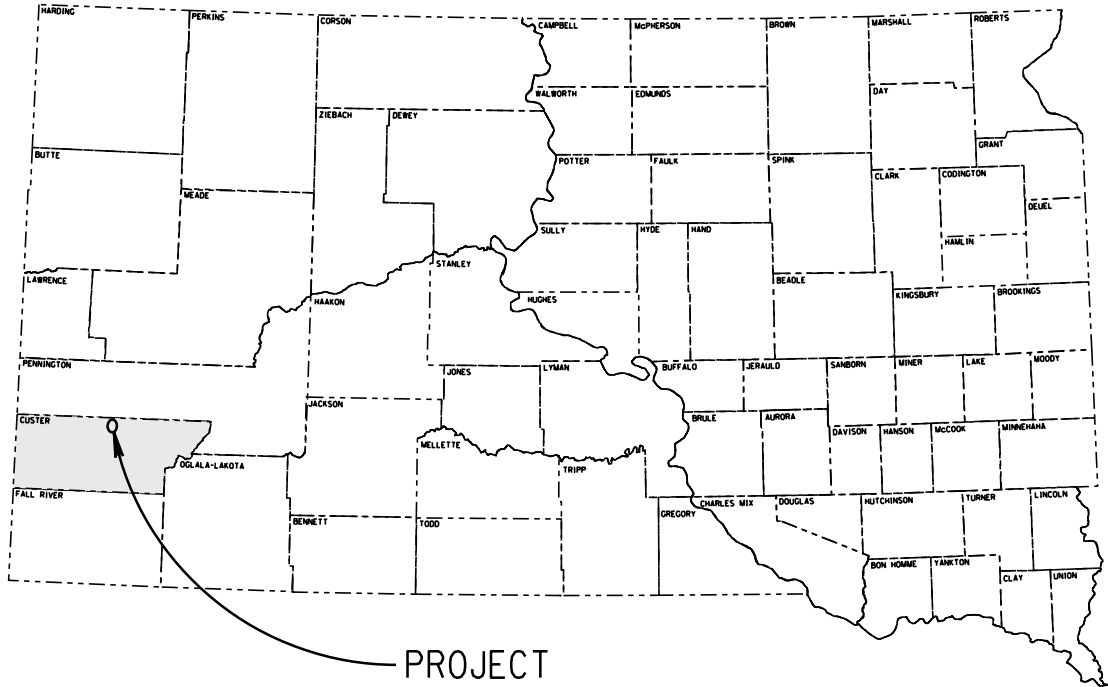 HARDING
PERKINS
CORSON
CAMPBELL
McPHERSON
BROWN
MARSHALL
ROBERTS
WALWORTH
EDMUNDS
DAY
ZIEBACH
DEWEY
GRANT
BUTTE
POTTER
FAULK
SPINK
CLARK
CODINGTON
MEADE
DEUEL
SULLY
HYDE
HAND
HAMLIN
STANLEY
LAWRENCE
BEADLE
HAAKON
HUGHES
KINGSBURY
BROOKINGS
PENNINGTON
JONES
LYMAN
BUFFALO
JERAULD
SANBORN
MINER
LAKE
MOODY
JACKSON
CUSTER
BRULE
AURORA
DAVISON
HANSON
McCOOK
MINNEHAHA
MELLETTE
OGLALA-LAKOTA
TRIPP
FALL RIVER
CHARLES MIX
DOUGLAS
HUTCHINSON
TURNER
LINCOLN
GREGORY
BENNETT
TODD
BON HOMME
YANKTON
CLAY
UNION
PROJECT